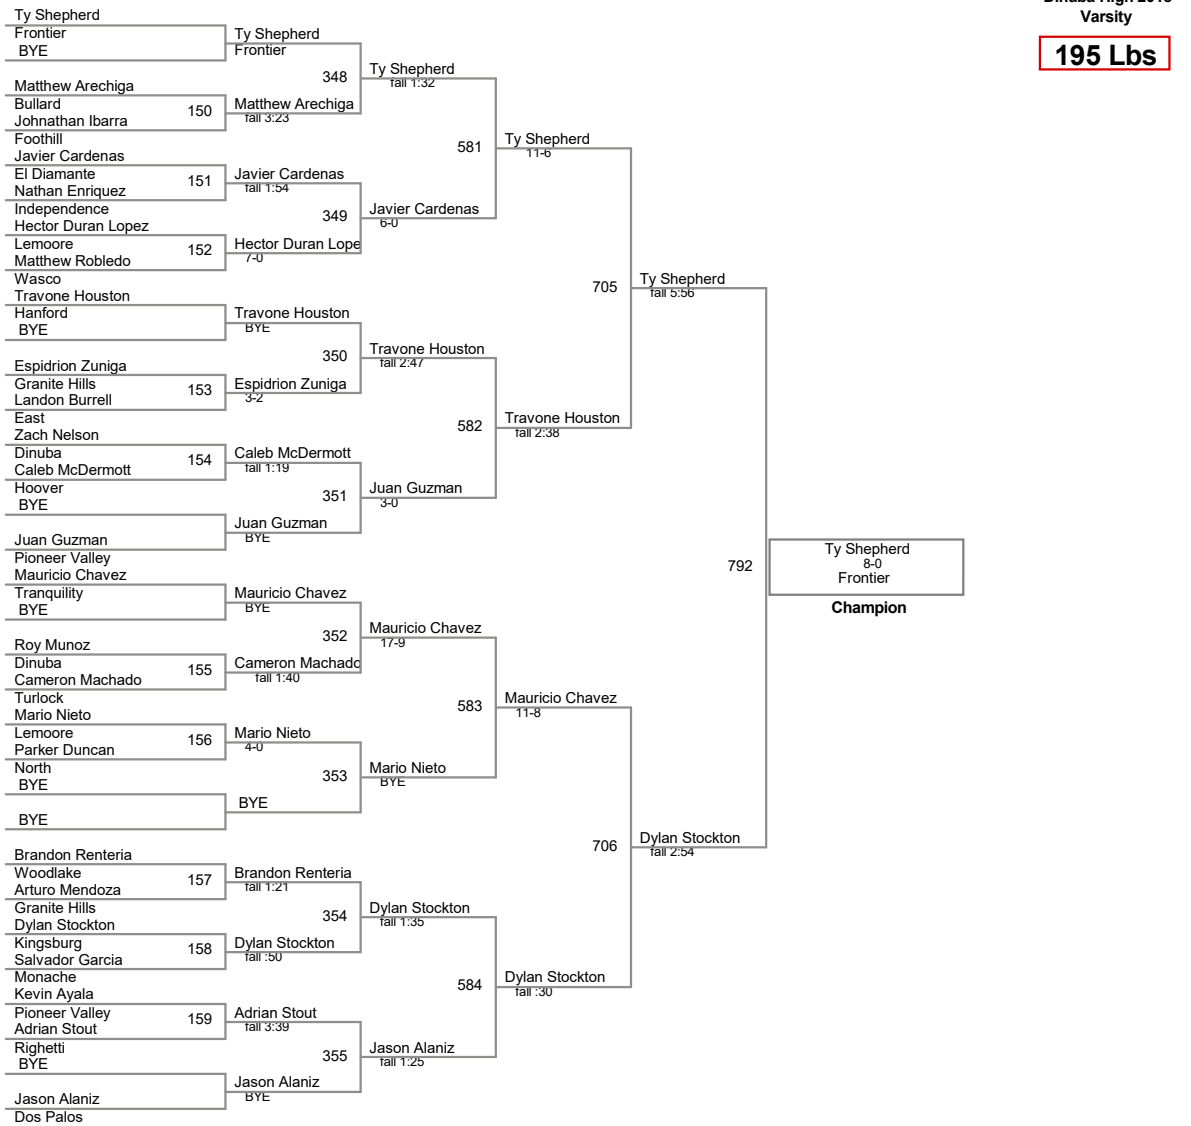 Varsity
195 Lbs
Ty Shepherd
Frontier
BYE
Matthew Arechiga
Bullard
Johnathan Ibarra
Foothill
Javier Cardenas
El Diamante
Nathan Enriquez
Independence
Hector Duran Lopez
Lemoore
Matthew Robledo
Wasco
Travone Houston
Hanford
BYE
Espidrion Zuniga
Granite Hills
Landon Burrell
East
Zach Nelson
Dinuba
Caleb McDermott
Hoover
BYE
Juan Guzman
Pioneer Valley
Mauricio Chavez
Tranquility
BYE
Roy Munoz
Dinuba
Cameron Machado
Turlock
Mario Nieto
Lemoore
Parker Duncan
North
BYE
BYE
Brandon Renteria
Woodlake
Arturo Mendoza
Granite Hills
Dylan Stockton
Kingsburg
Salvador Garcia
Monache
Kevin Ayala
Pioneer Valley
Adrian Stout
Righetti
BYE
Jason Alaniz
Dos Palos
150
151
152
153
154
155
156
157
158
159
Ty Shepherd
Frontier
Matthew Arechiga
fall 3:23
Javier Cardenas
fall 1:54
Hector Duran Lope
7-0
Travone Houston
BYE
Espidrion Zuniga
3-2
Caleb McDermott
fall 1:19
Juan Guzman
BYE
Mauricio Chavez
BYE
Cameron Machado
fall 1:40
Mario Nieto
4-0
BYE
Brandon Renteria
fall 1:21
Dylan Stockton
fall :50
Adrian Stout
fall 3:39
Jason Alaniz
BYE
348
349
350
351
352
353
354
355
Ty Shepherd
fall 1:32
Javier Cardenas
6-0
Travone Houston
fall 2:47
Juan Guzman
3-0
Mauricio Chavez
17-9
Mario Nieto
BYE
Dylan Stockton
fall 1:35
Jason Alaniz
fall 1:25
581
582
583
584
Ty Shepherd
11-6
Travone Houston
fall 2:38
Mauricio Chavez
11-8
Dylan Stockton
fall :30
705
706
Ty Shepherd
fall 5:56
Dylan Stockton
fall 2:54
792
Ty Shepherd
8-0
Frontier
Champion